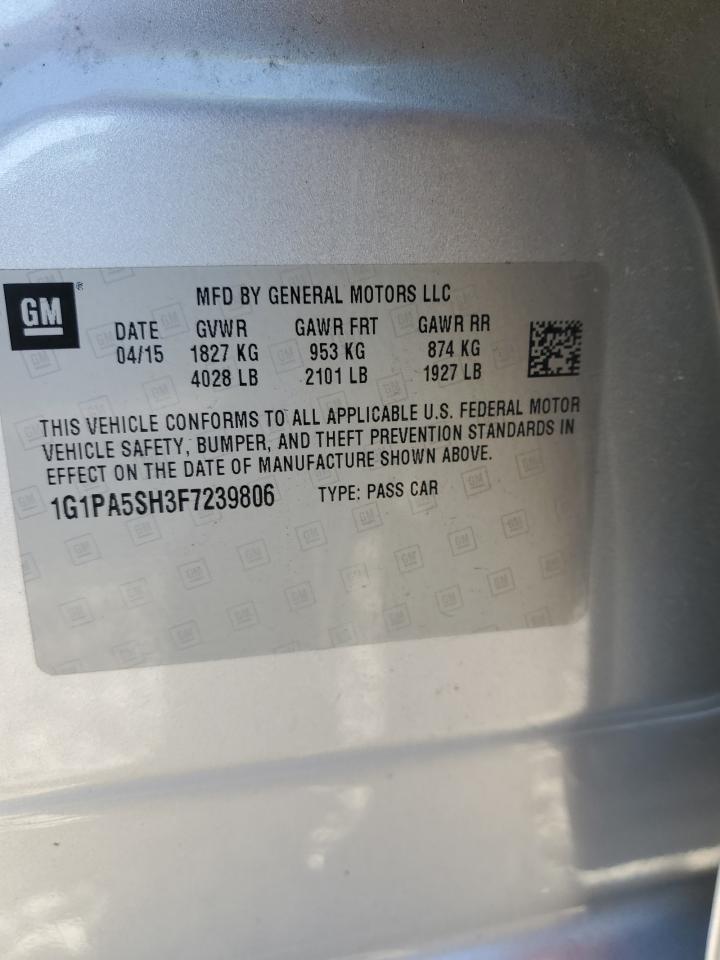 GM®
MFD BY GENERAL MOTORS LLC
DATE GVWR GAWR FRT GAWR RR
04/15 1827 KG 953 KG 874 KG
4028 LB 2101 LB 1927 LB
THIS VEHICLE CONFORMS TO ALL APPLICABLE U.S. FEDERAL MOTOR
VEHICLE SAFETY, BUMPER, AND THEFT PREVENTION STANDARDS IN
EFFECT ON THE DATE OF MANUFACTURE SHOWN ABOVE.
1G1PA5SH3F7239806 TYPE: PASS CAR